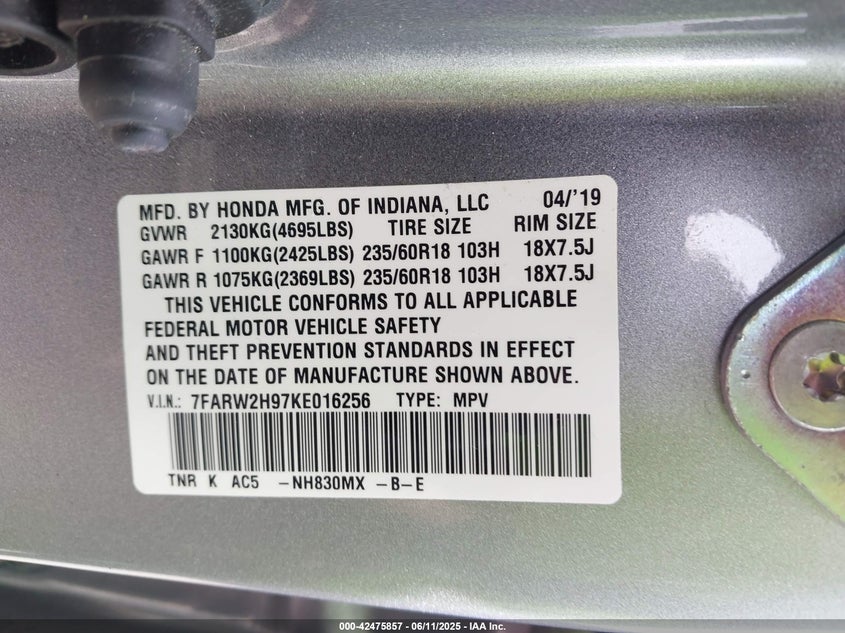 MFD. BY HONDA MFG. OF INDIANA, LLC 04/'19
GVWR 2130KG(4695LBS) TIRE SIZE RIM SIZE
GAWR F 1100KG(2425LBS) 235/60R18 103H 18X7.5J
GAWR R 1075KG(2369LBS) 235/60R18 103H 18X7.5J
THIS VEHICLE CONFORMS TO ALL APPLICABLE
FEDERAL MOTOR VEHICLE SAFETY
AND THEFT PREVENTION STANDARDS IN EFFECT
ON THE DATE OF MANUFACTURE SHOWN ABOVE.
V.I.N.: 7FARW2H97KE016256 TYPE: MPV
TNR K AC5 -NH830MX -B-E
000-42475857 - 06/11/2025 - IAA Inc.